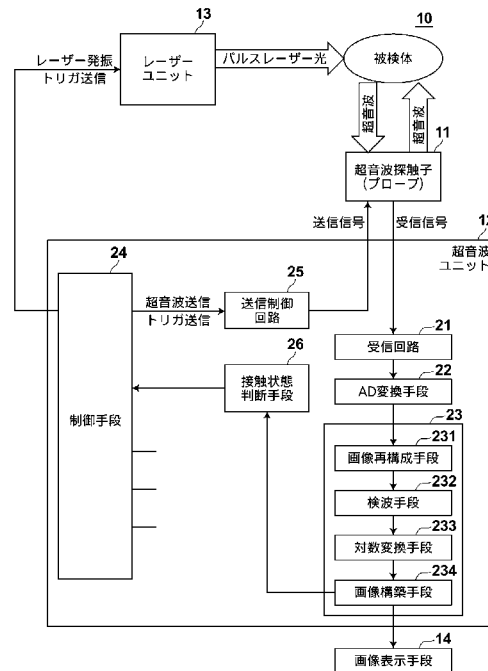 13
10
レーザー発振
トリガ送信
レーザー
ユニット
パルスレーザー光
被検体
超音波
超音波
11
超音波探触子
(プローブ)
送信信号
受信信号
12
超音波
ユニット
24
超音波送信
トリガ送信
25
送信制御
回路
21
受信回路
26
接触状態
判断手段
22
AD変換手段
制御手段
23
231
画像再構成手段
232
検波手段
233
対数変換手段
234
画像構築手段
14
画像表示手段